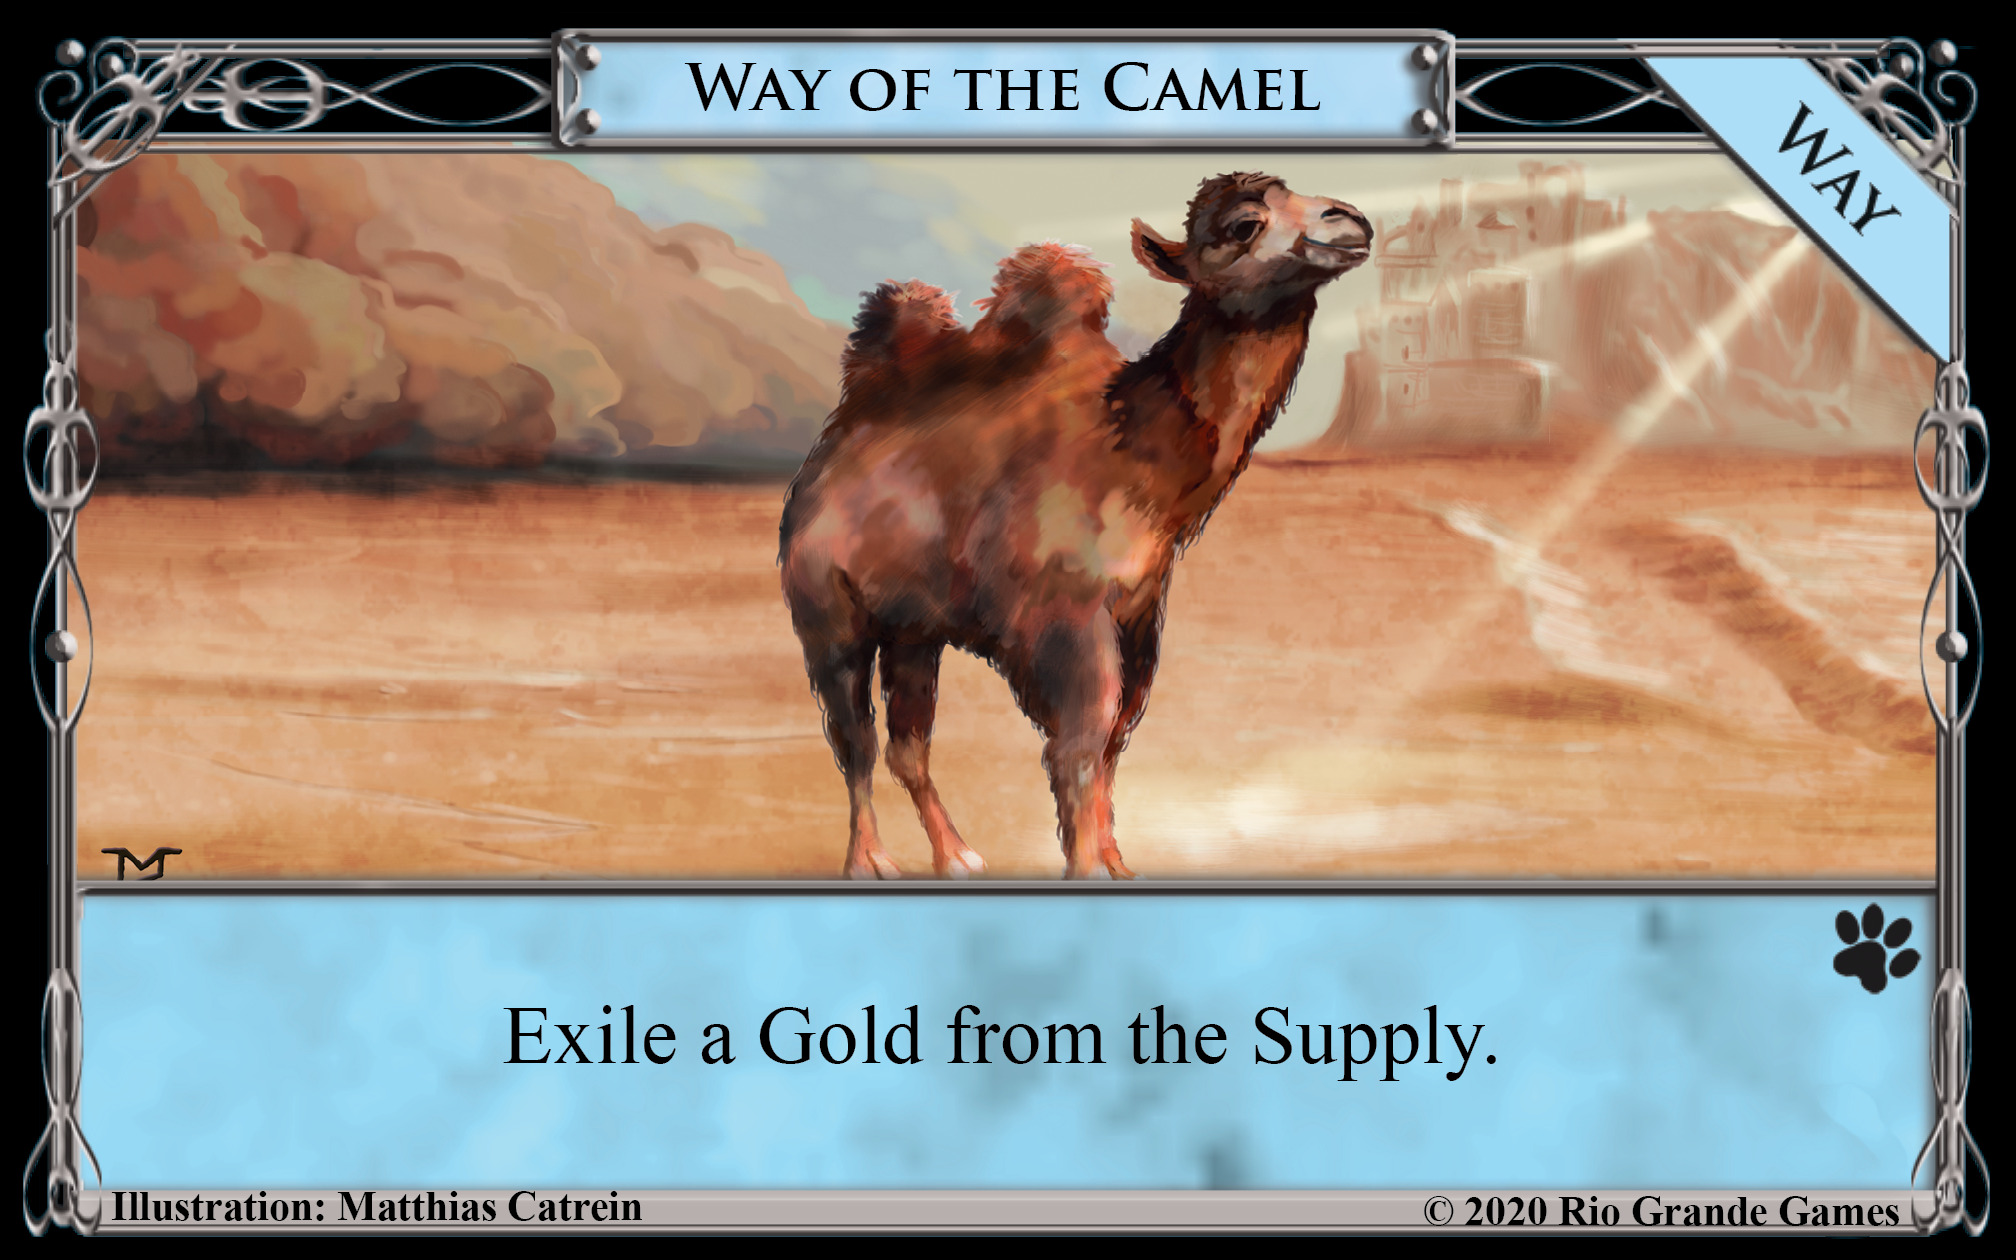 WAY OF THE CAMEL
WAY
Exile a Gold from the Supply.
Illustration: Matthias Catrein
© 2020 Rio Grande Games